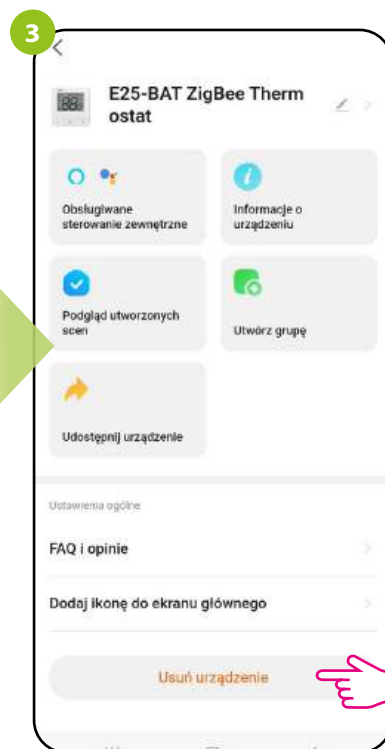 3
E25-BAT ZigBee Therm
ostat
Obsługiwane
sterowanie zewnętrzne
Informacje o
urządzeniu
Podgląd utworzonych
scen
Utwórz grupę
Udostępnij urządzenie
Ustawienia ogólne
FAQ i opinie
Dodaj ikonę do ekranu głównego
Usuń urządzenie